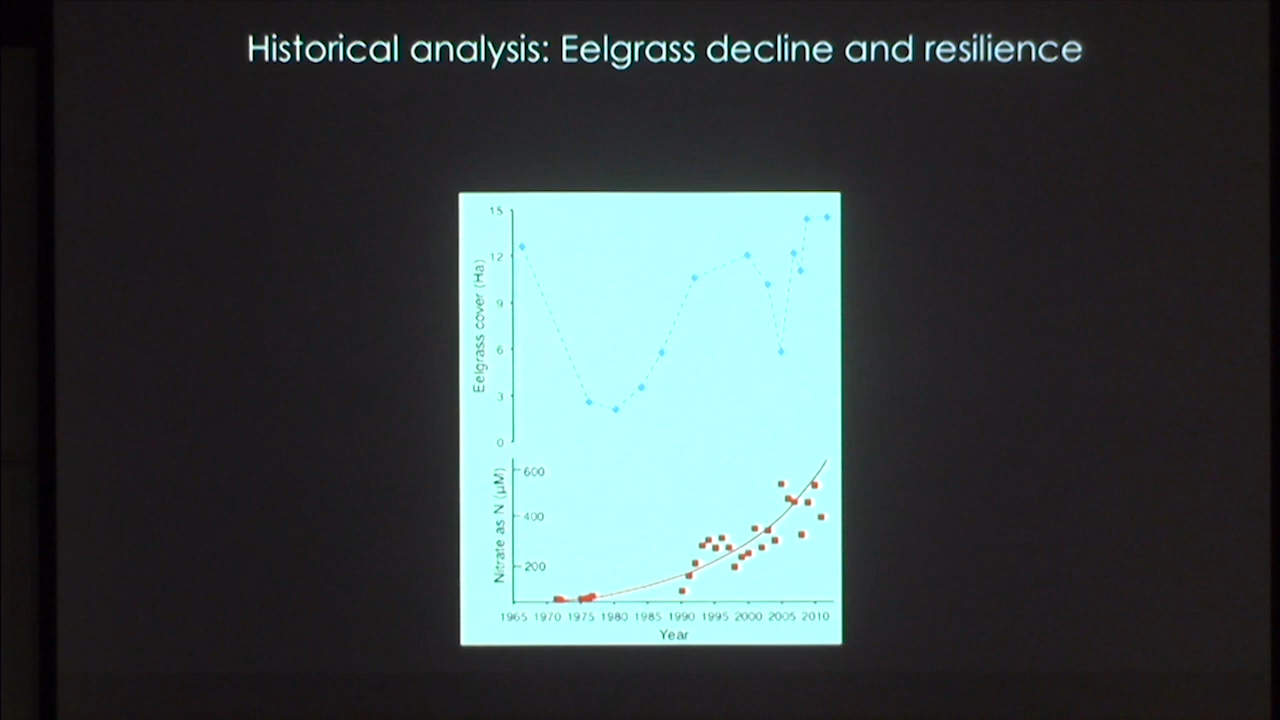 Historical analysis: Eelgrass decline and resilience
15
12
9
6
3
0
Eelgrass cover (Ha)
600
400
200
Nitrate as N (µM)
1965 1970 1975 1980 1985 1990 1995 2000 2005 2010
Year